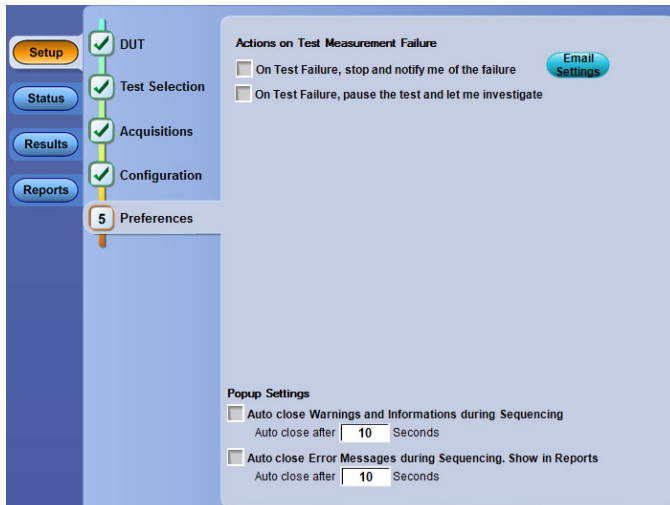 Setup
Status
Results
Reports
DUT
Test Selection
Acquisitions
Configuration
5 Preferences
Actions on Test Measurement Failure
On Test Failure, stop and notify me of the failure
Email
Settings
On Test Failure, pause the test and let me investigate
Popup Settings
Auto close Warnings and Informations during Sequencing
Auto close after 10 Seconds
Auto close Error Messages during Sequencing. Show in Reports
Auto close after 10 Seconds